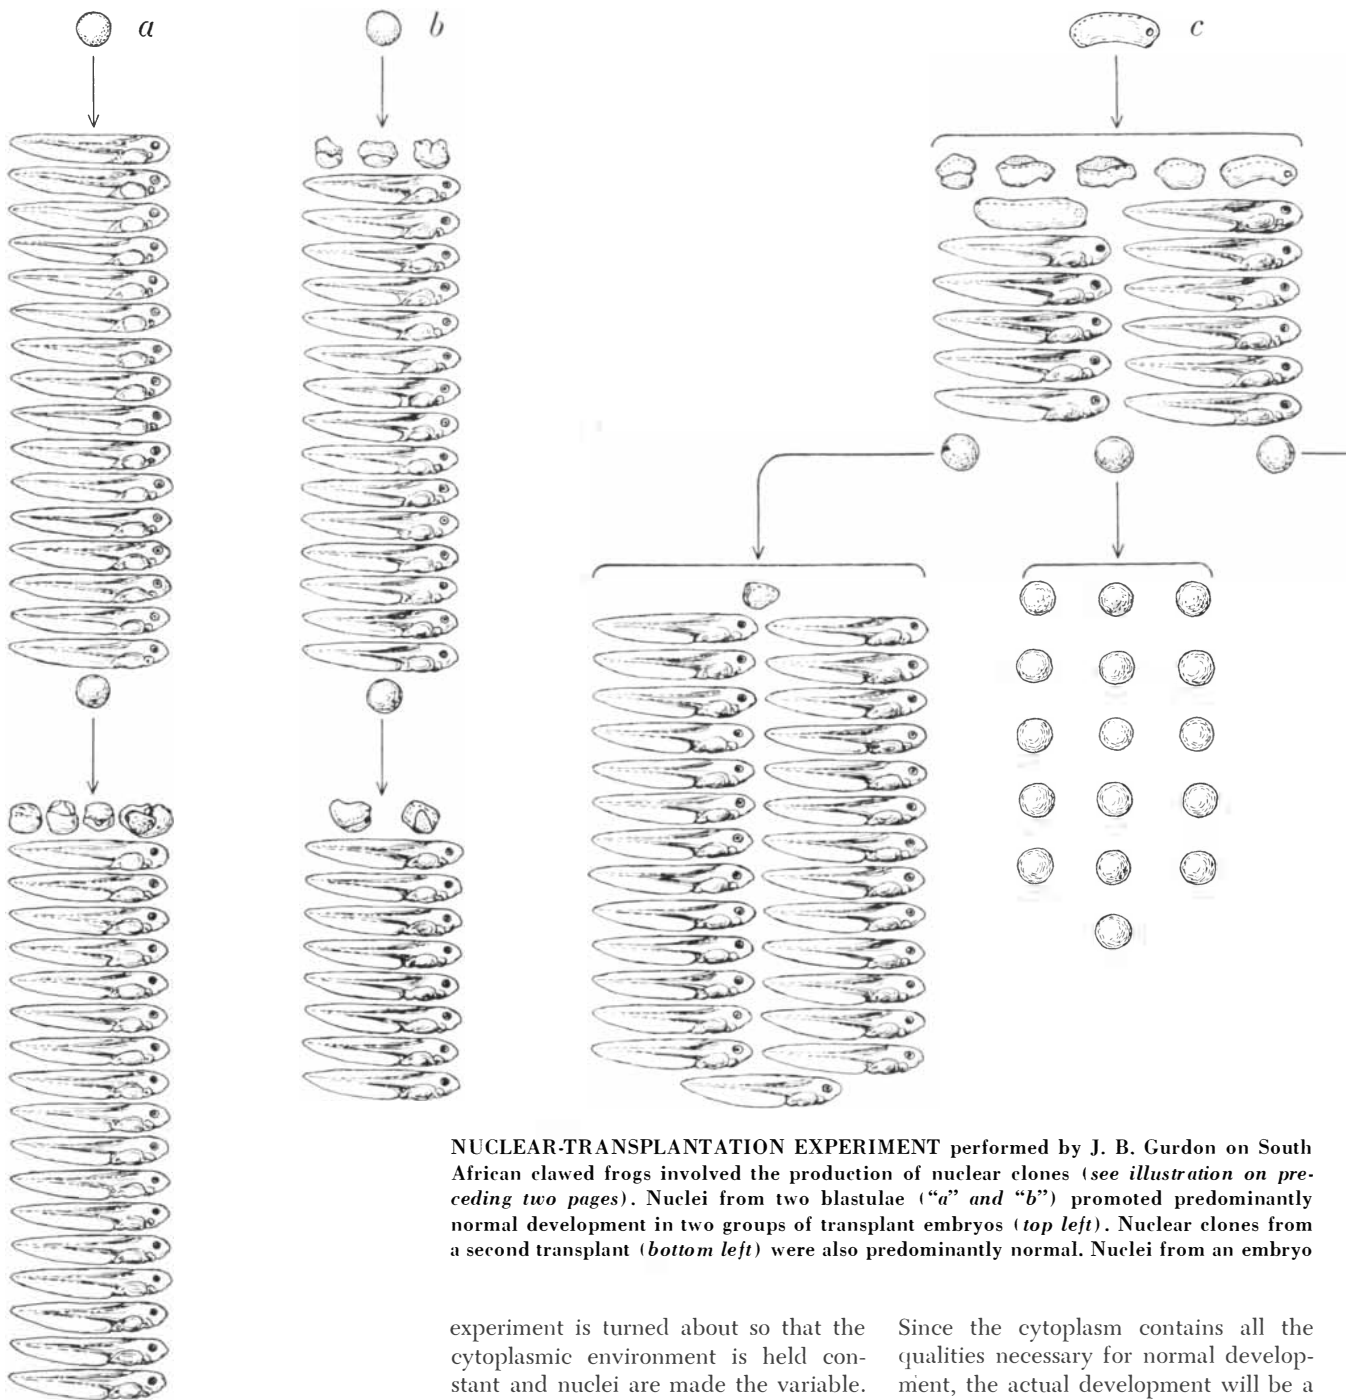 a
b
c
NUCLEAR-TRANSPLANTATION EXPERIMENT performed by J. B. Gurdon on South
African clawed frogs involved the production of nuclear clones (see illustration on pre-
ceding two pages). Nuclei from two blastulae (“a” and “b”) promoted predominantly
normal development in two groups of transplant embryos (top left). Nuclear clones from
a second transplant (bottom left) were also predominantly normal. Nuclei from an embryo
experiment is turned about so that the
cytoplasmic environment is held con-
stant and nuclei are made the variable.
Since the cytoplasm contains all the
qualities necessary for normal develop-
ment, the actual development will be a